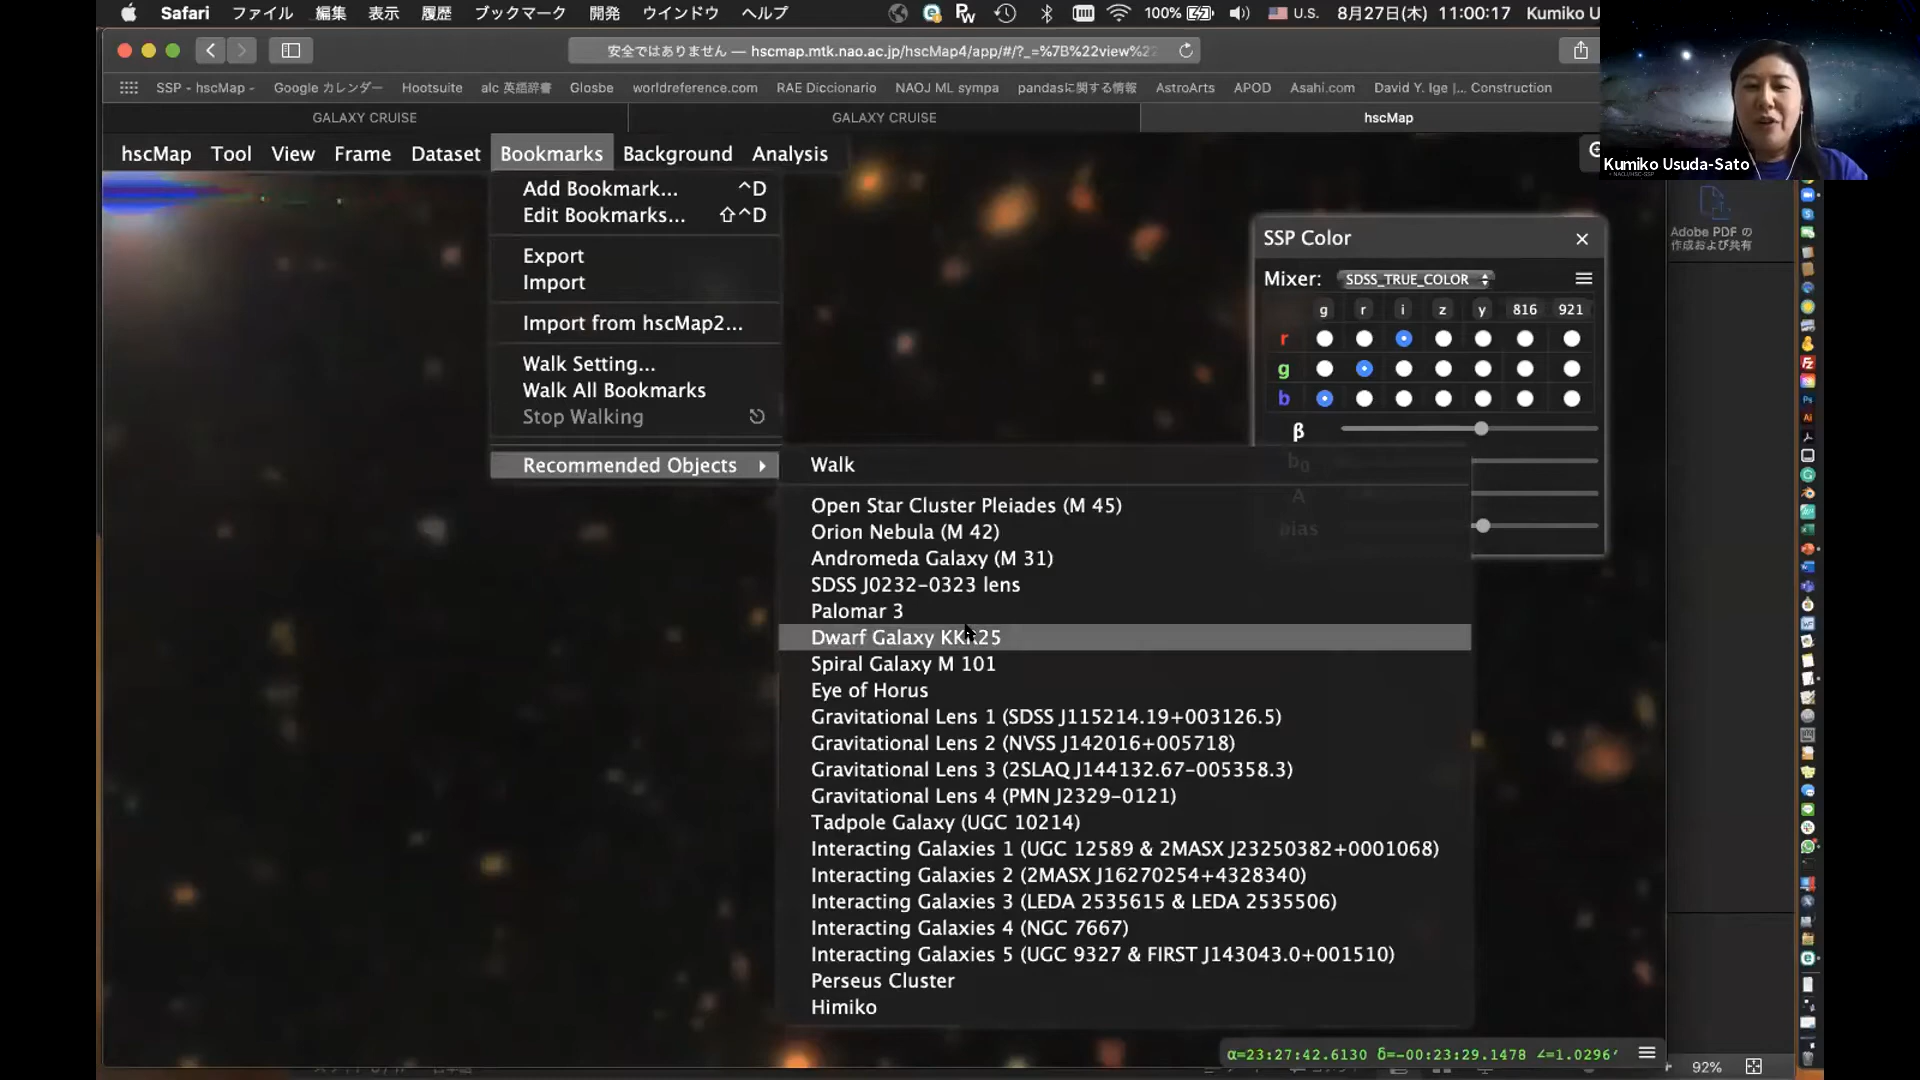 Safari ファイル 編集 表示 履歴 ブックマーク 開発 ウインドウ ヘルプ 100% U.S. 8月27日(木) 11:00:17 Kumiko U
安全ではありません — hscmap.mtk.nao.ac.jp/hscMap4/app/#/?_=%7B%22view%22
SSP - hscMap - Google カレンダー Hootsuite alc 英語辞書 Glosbe worldreference.com RAE Diccionario NAOJ ML sympa pandasに関する情報 AstroArts APOD Asahi.com David Y. Ige |... Construction
GALAXY CRUISE GALAXY CRUISE hscMap
hscMap Tool View Frame Dataset Bookmarks Background Analysis
Kumiko Usuda-Sato
Add Bookmark... ^D
Edit Bookmarks... ⇧^D
Export
Import
Import from hscMap2...
Walk Setting...
Walk All Bookmarks
Stop Walking
Recommended Objects
Walk
Open Star Cluster Pleiades (M 45)
Orion Nebula (M 42)
Andromeda Galaxy (M 31)
SDSS J0232-0323 lens
Palomar 3
Dwarf Galaxy KKR25
Spiral Galaxy M 101
Eye of Horus
Gravitational Lens 1 (SDSS J115214.19+003126.5)
Gravitational Lens 2 (NVSS J142016+005718)
Gravitational Lens 3 (2SLAQ J144132.67-005358.3)
Gravitational Lens 4 (PMN J2329-0121)
Tadpole Galaxy (UGC 10214)
Interacting Galaxies 1 (UGC 12589 & 2MASX J23250382+0001068)
Interacting Galaxies 2 (2MASX J16270254+4328340)
Interacting Galaxies 3 (LEDA 2535615 & LEDA 2535506)
Interacting Galaxies 4 (NGC 7667)
Interacting Galaxies 5 (UGC 9327 & FIRST J143043.0+001510)
Perseus Cluster
Himiko
SSP Color
Mixer: SDSS_TRUE_COLOR
g r i z y 816 921
r
g
b
β
b₀
A
bias
Adobe PDF の
作成および共有
α=23:27:42.6130 δ=-00:23:29.1478 ∠=1.0296′
92%